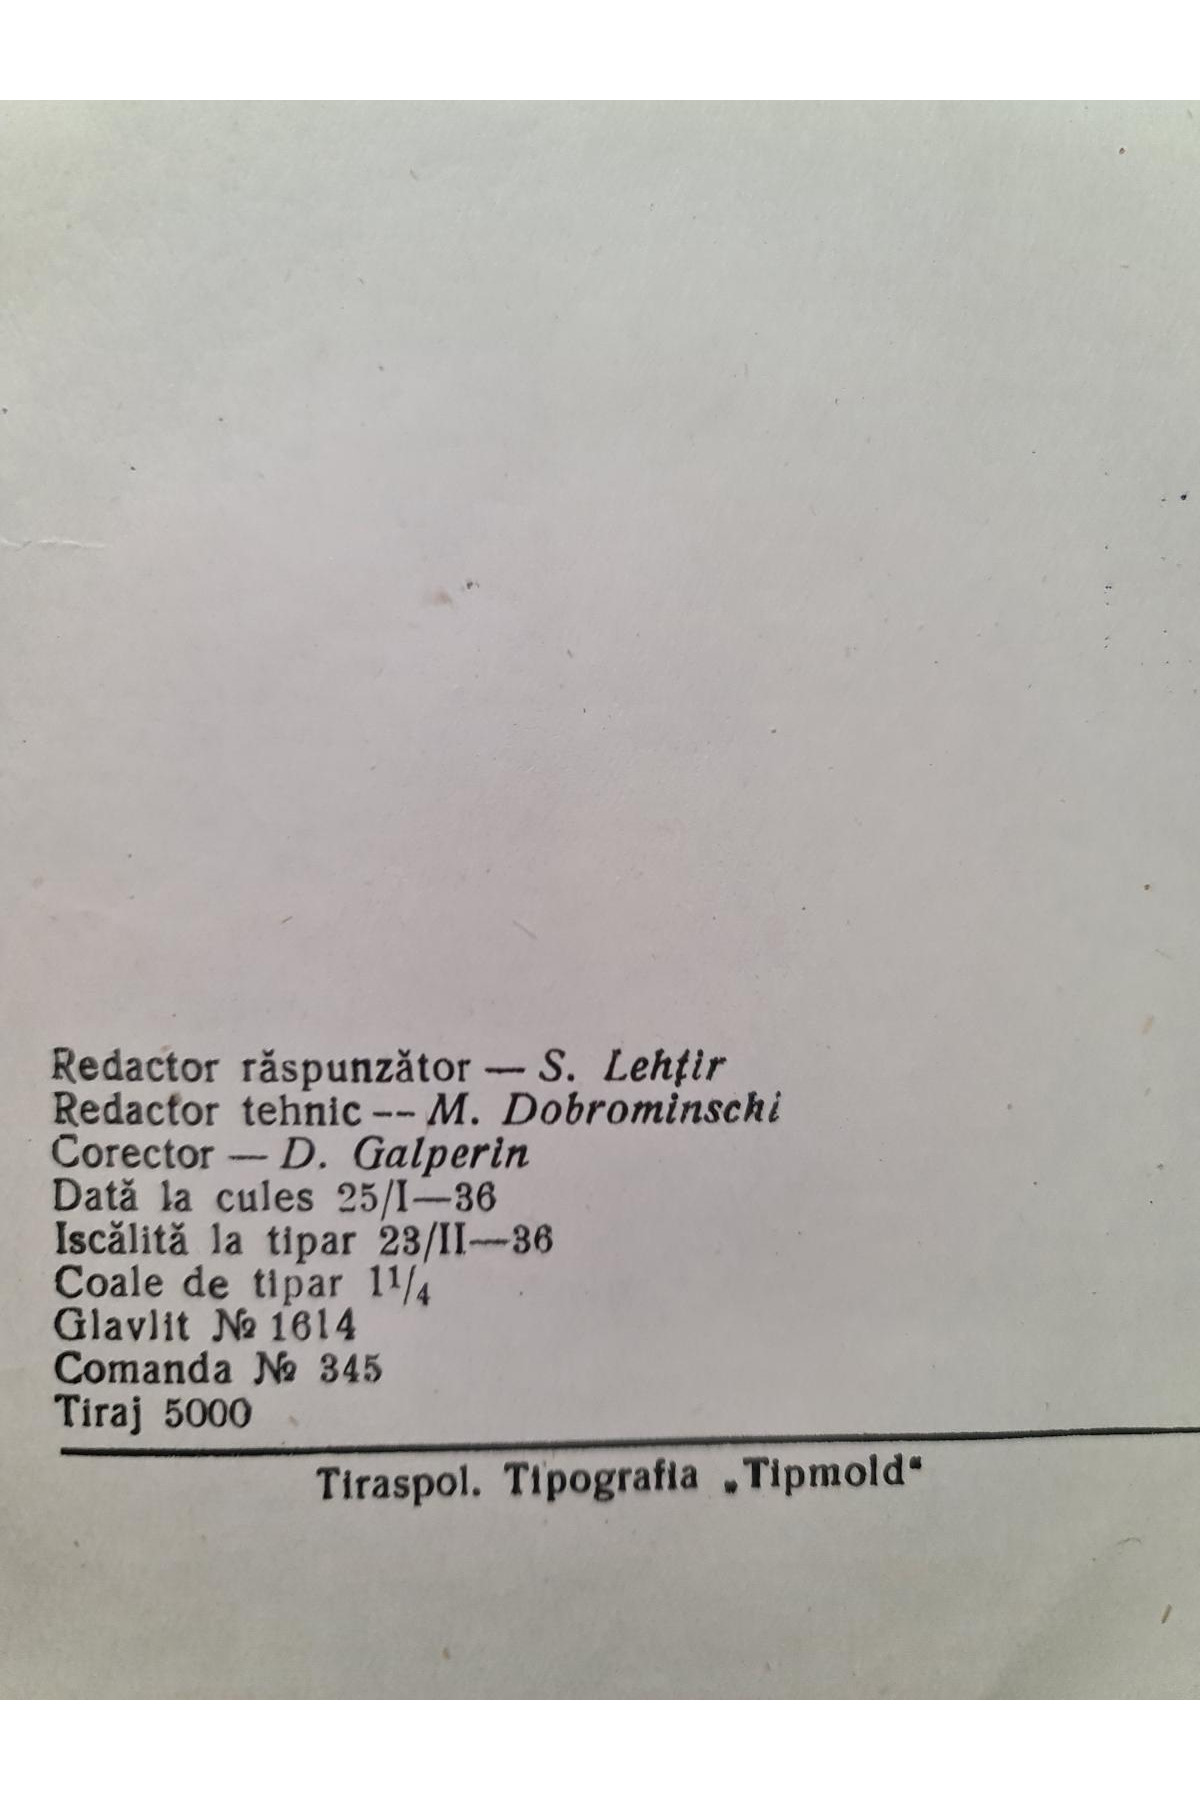 Redactor răspunzător — S. Lehțir
Redactor tehnic -- M. Dobrominschi
Corector — D. Galperin
Dată la cules 25/I—36
Iscălită la tipar 23/II—36
Coale de tipar 1¹/₄
Glavlit № 1614
Comanda № 345
Tiraj 5000
Tiraspol. Tipografia „Tipmold“